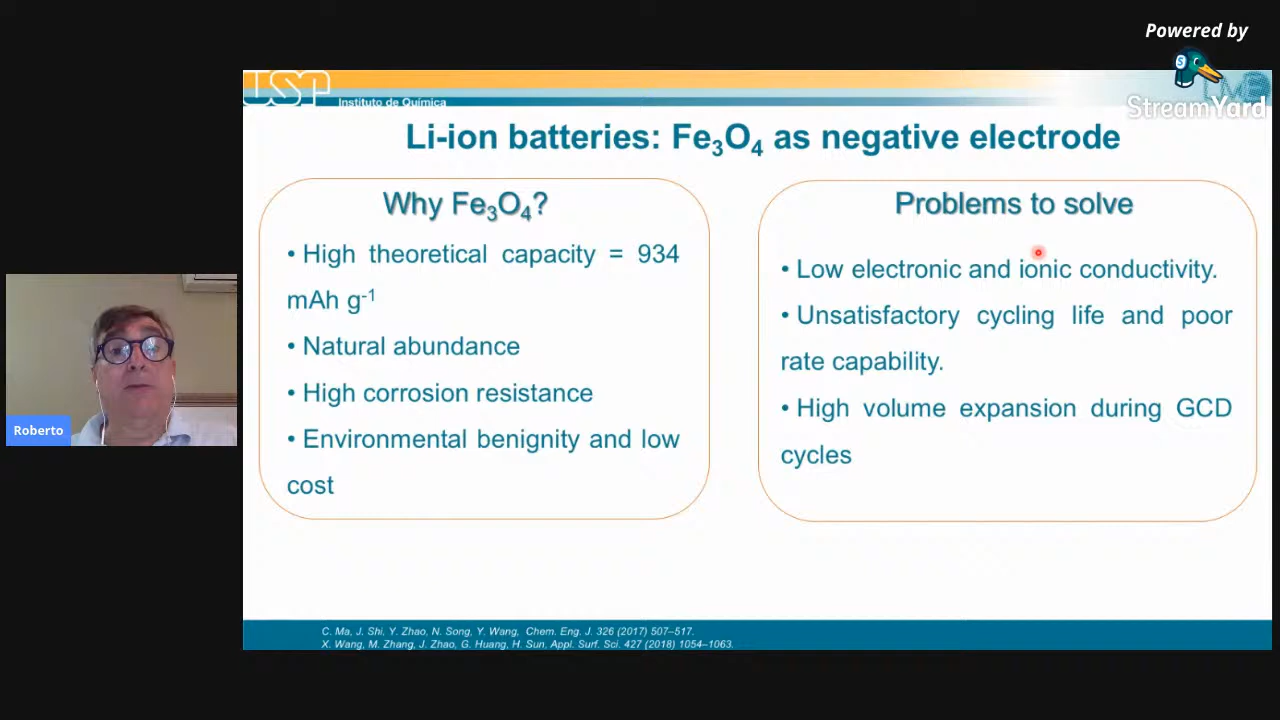 Powered by
StreamYard
USP
Instituto de Química
Li-ion batteries: Fe₃O₄ as negative electrode
Why Fe₃O₄?
• High theoretical capacity = 934
mAh g⁻¹
• Natural abundance
• High corrosion resistance
• Environmental benignity and low
cost
Problems to solve
• Low electronic and ionic conductivity.
• Unsatisfactory cycling life and poor
rate capability.
• High volume expansion during GCD
cycles
Roberto
C. Ma, J. Shi, Y. Zhao, N. Song, Y. Wang, Chem. Eng. J. 326 (2017) 507–517.
X. Wang, M. Zhang, J. Zhao, G. Huang, H. Sun, Appl. Surf. Sci. 427 (2018) 1054–1063.